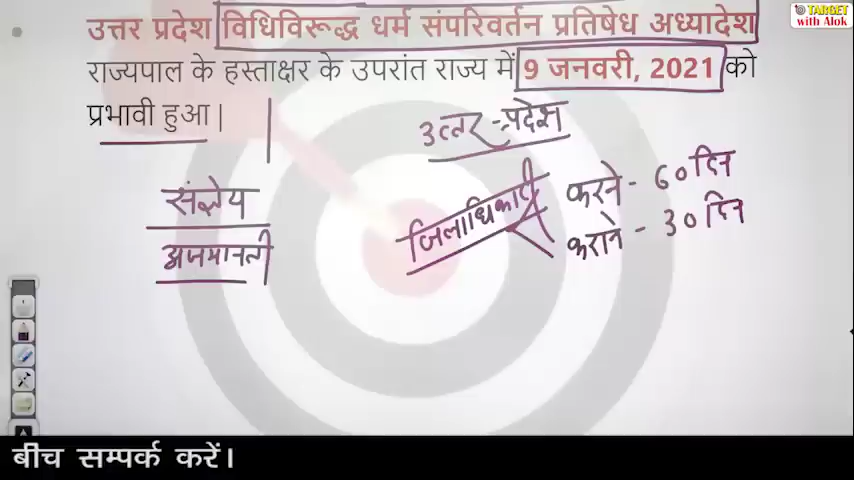 TARGET
with Alok
उत्तर प्रदेश विधिविरूद्ध धर्म संपरिवर्तन प्रतिषेध अध्यादेश
राज्यपाल के हस्ताक्षर के उपरांत राज्य में 9 जनवरी, 2021 को
प्रभावी हुआ |
उत्तर-प्रदेश
संज्ञेय
अजमानती
जिलाधिकारी
करने - 60 दिन
कराने - 30 दिन
बीच सम्पर्क करें।